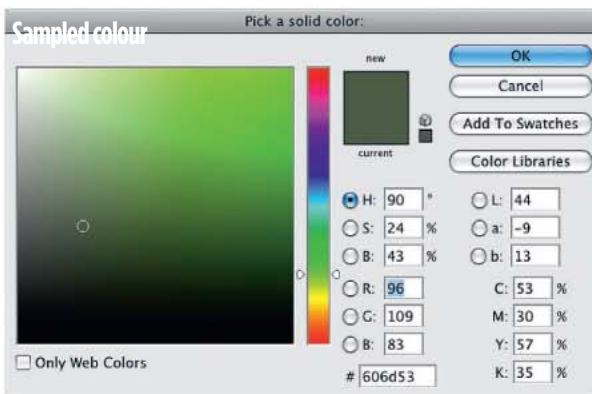 Pick a solid color:
Sampled colour
new
current
OK
Cancel
Add To Swatches
Color Libraries
H: 90 °
S: 24 %
B: 43 %
R: 96
G: 109
B: 83
# 606d53
L: 44
a: -9
b: 13
C: 53 %
M: 30 %
Y: 57 %
K: 35 %
Only Web Colors